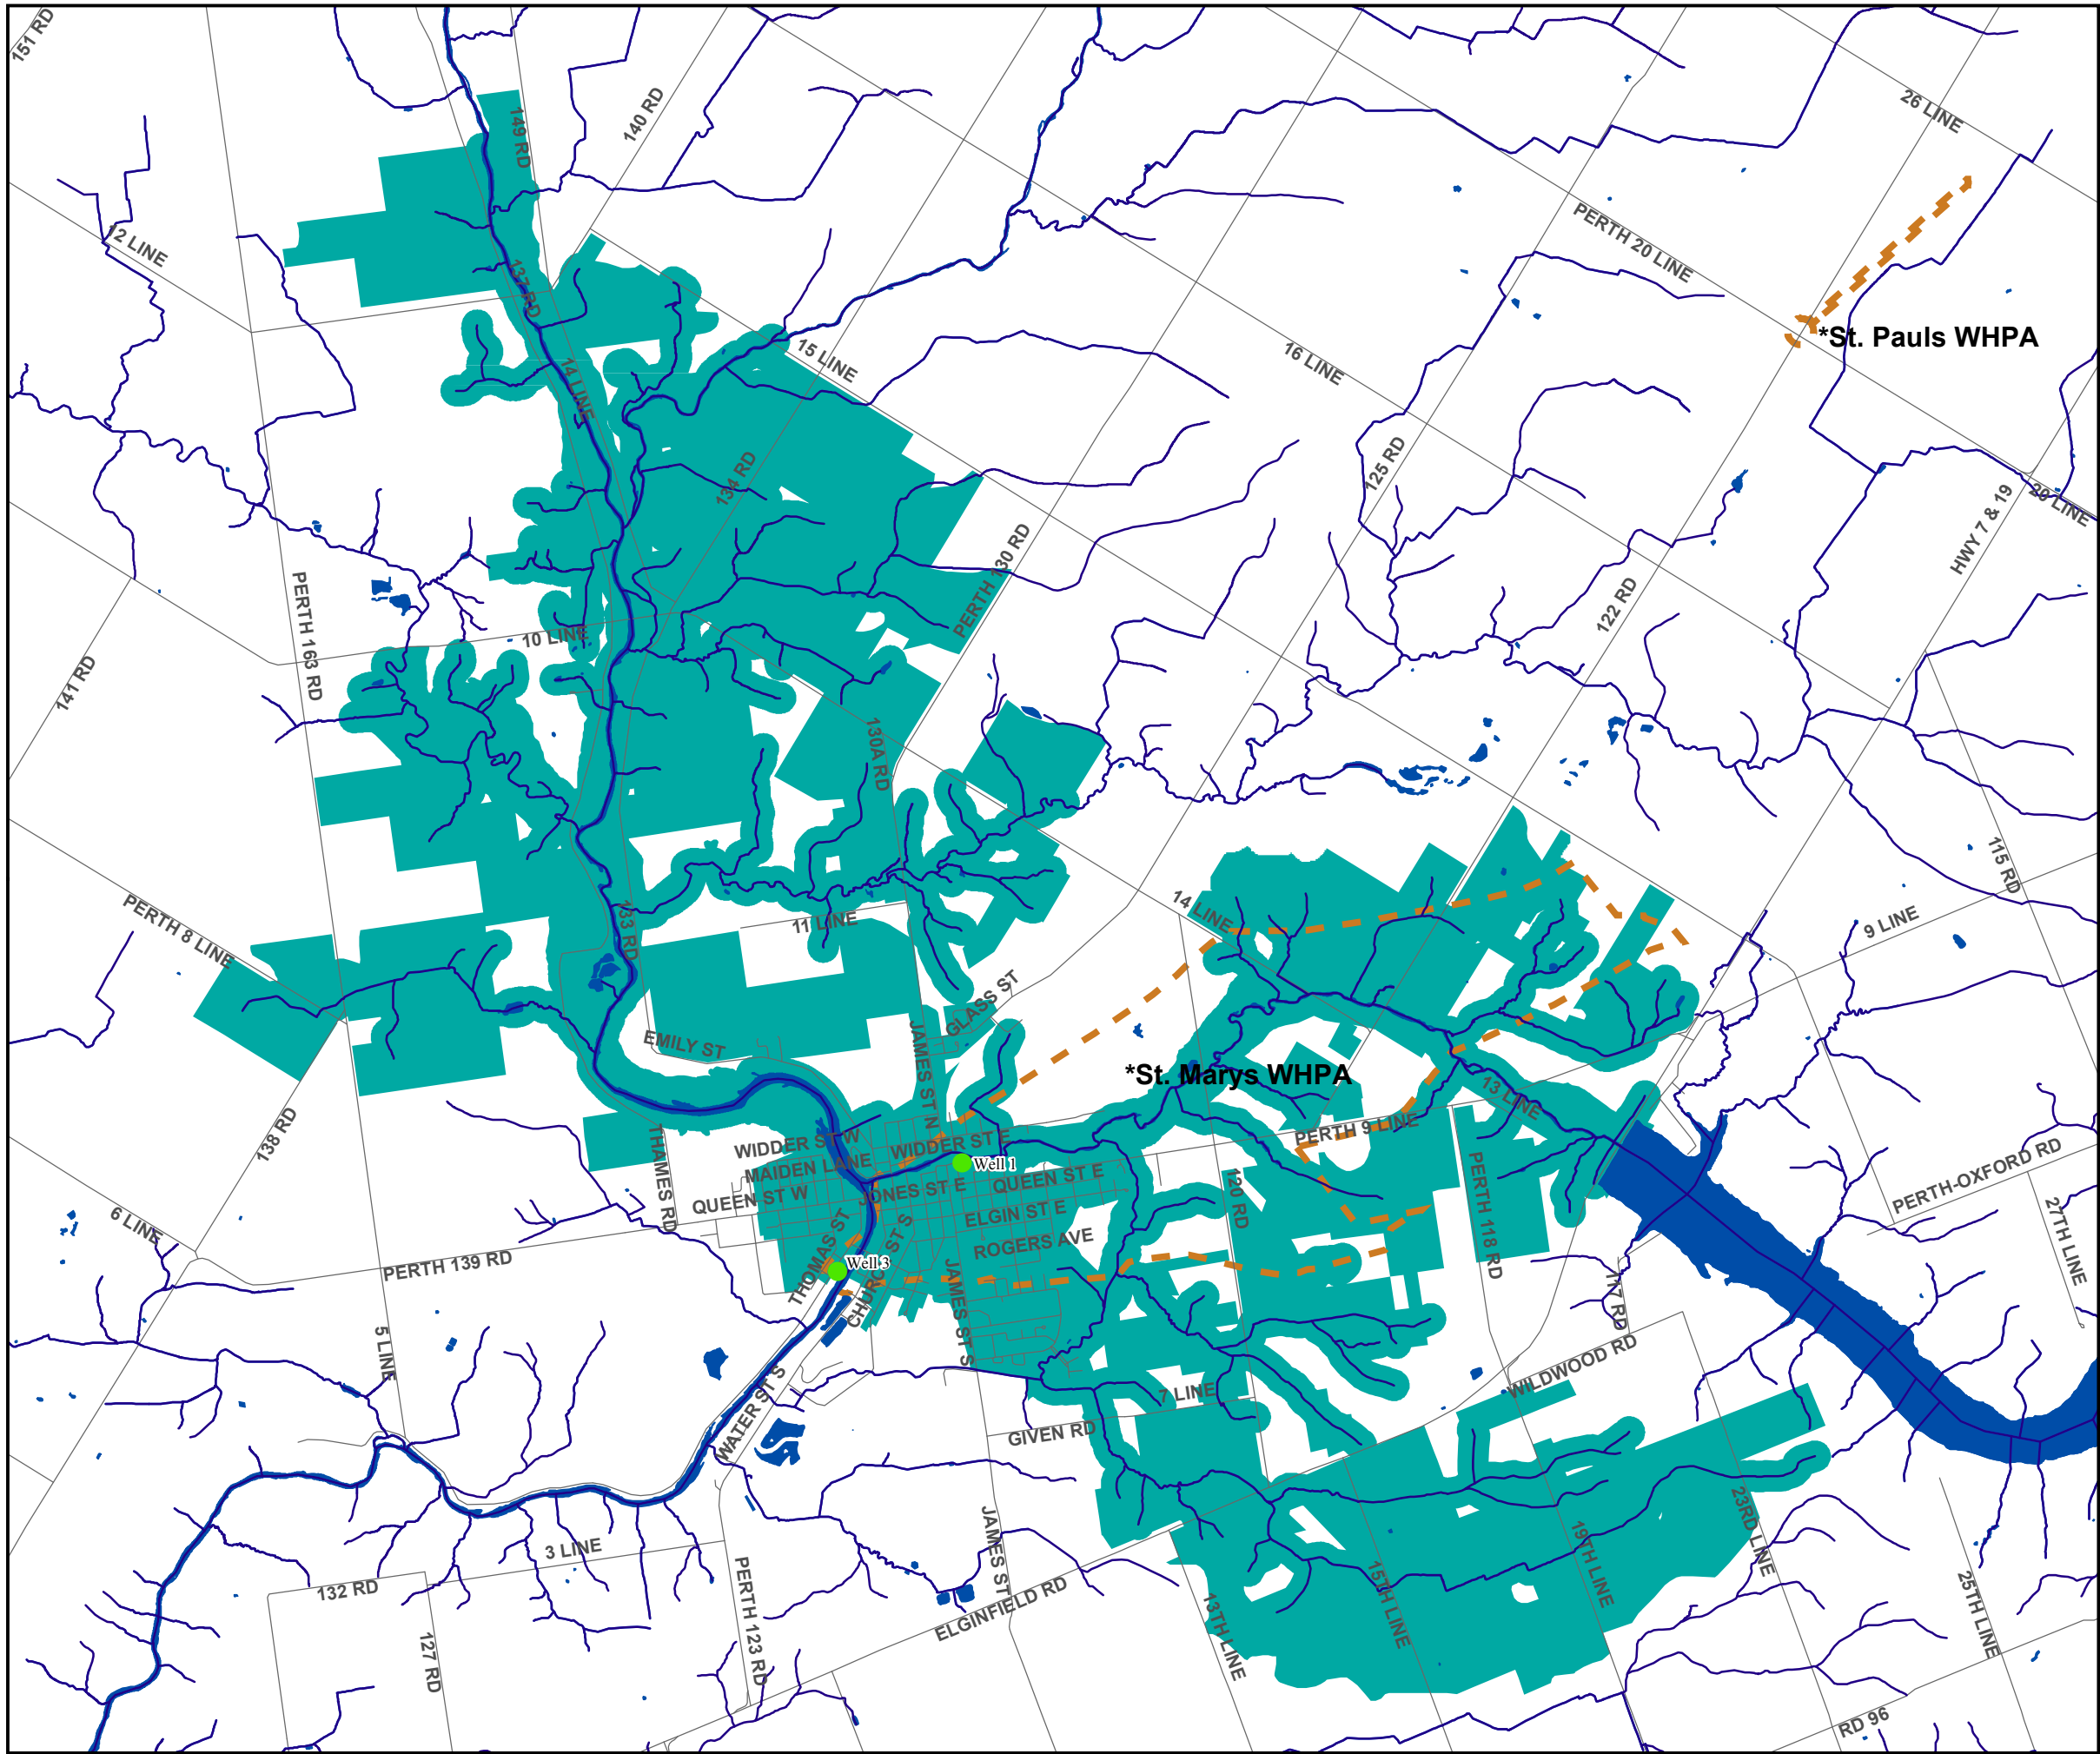 151 RD
149 RD
140 RD
26 LINE
12 LINE
137 RD
PERTH 20 LINE
*St. Pauls WHPA
14 LINE
15 LINE
16 LINE
134 RD
125 RD
20 LINE
HWY 7 & 19
PERTH 163 RD
PERTH 130 RD
122 RD
10 LINE
141 RD
130A RD
115 RD
PERTH 8 LINE
133 RD
11 LINE
14 LINE
9 LINE
GLASS ST
EMILY ST
JAMES ST N
*St. Marys WHPA
13 LINE
138 RD
THAMES RD
WIDDER ST W
WIDDER ST E
PERTH 9 LINE
MAIDEN LANE
Well 1
QUEEN ST W
JONES ST E
QUEEN ST E
120 RD
PERTH 118 RD
PERTH-OXFORD RD
6 LINE
ELGIN ST E
27TH LINE
PERTH 139 RD
THOMAS ST
Well 3
CHURCH ST S
ROGERS AVE
JAMES ST S
117 RD
5 LINE
WATER ST S
7 LINE
WILDWOOD RD
GIVEN RD
3 LINE
132 RD
JAMES ST
23RD LINE
19TH LINE
15TH LINE
13TH LINE
25TH LINE
127 RD
PERTH 123 RD
ELGINFIELD RD
RD 96